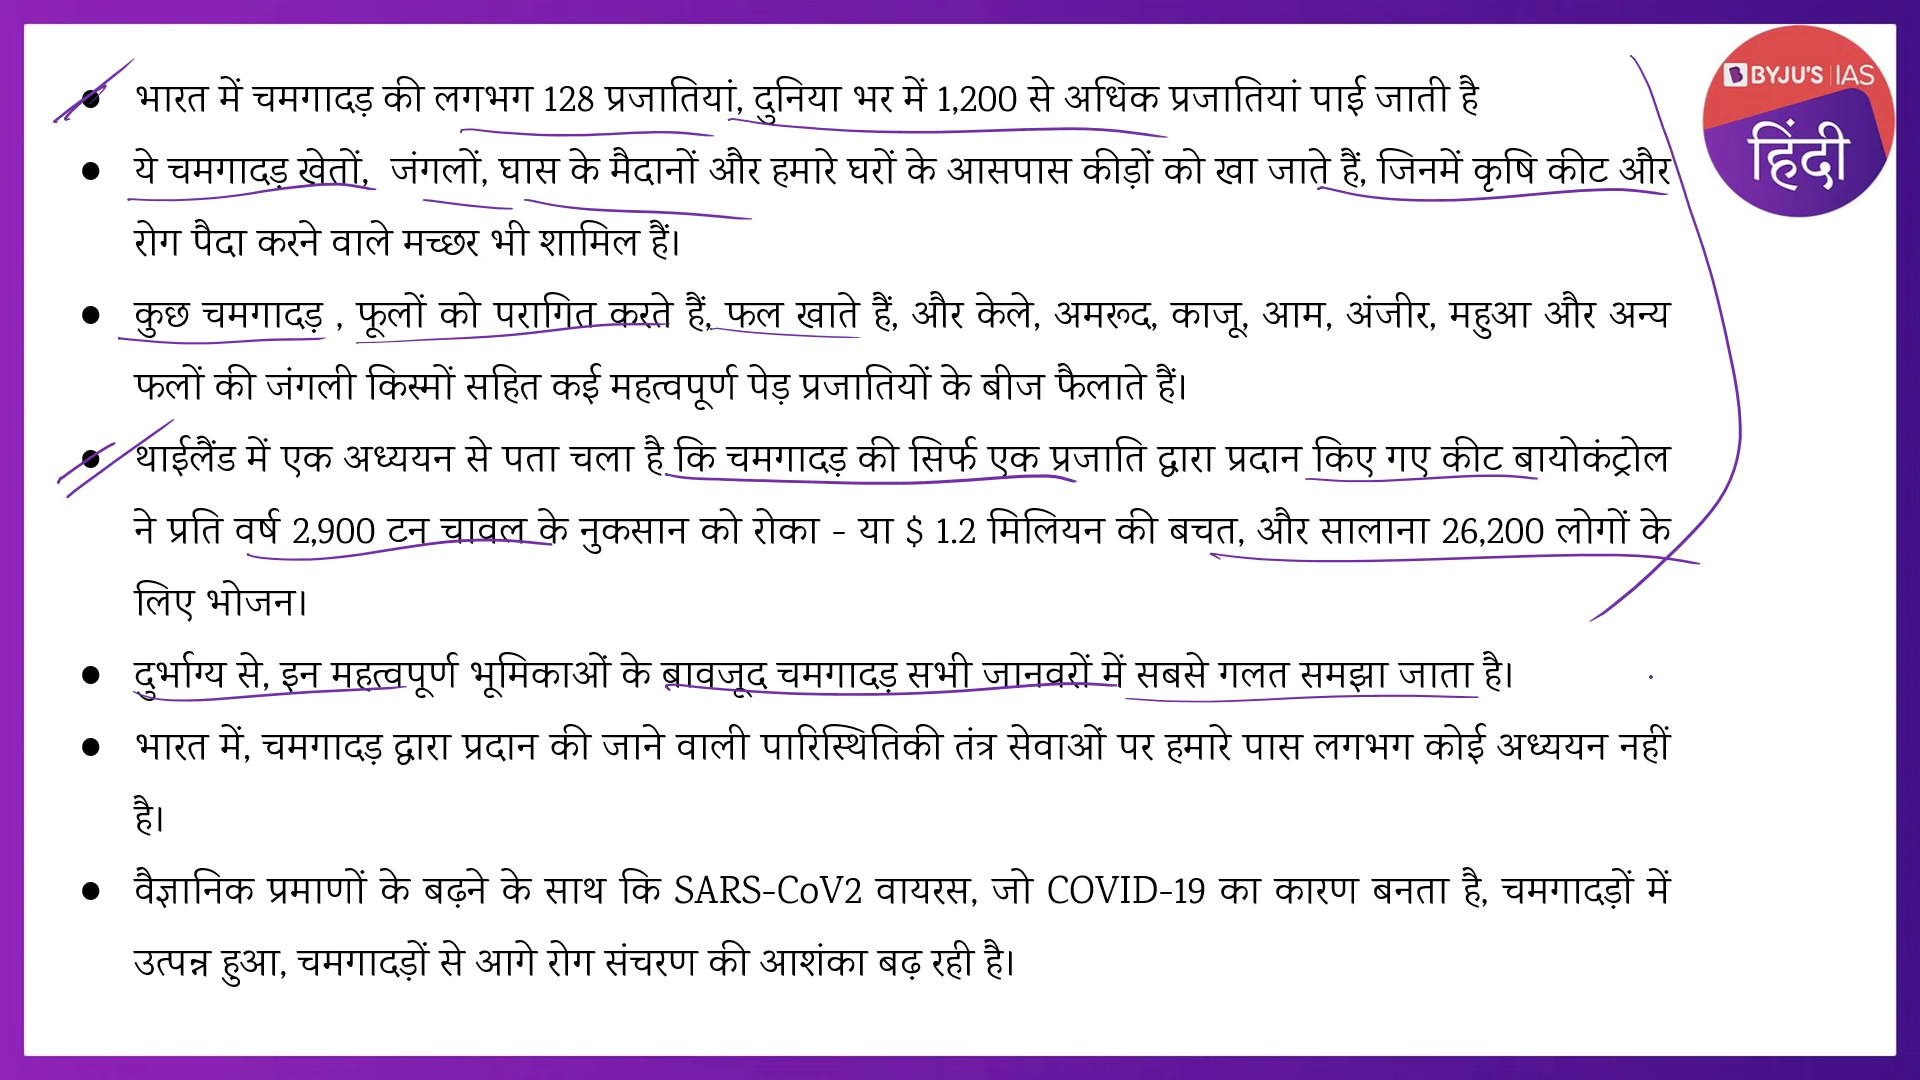 ● भारत में चमगादड़ की लगभग 128 प्रजातियां, दुनिया भर में 1,200 से अधिक प्रजातियां पाई जाती है
BYJU'S | IAS
हिंदी
● ये चमगादड़ खेतों, जंगलों, घास के मैदानों और हमारे घरों के आसपास कीड़ों को खा जाते हैं, जिनमें कृषि कीट और
रोग पैदा करने वाले मच्छर भी शामिल हैं।
● कुछ चमगादड़ , फूलों को परागित करते हैं, फल खाते हैं, और केले, अमरूद, काजू, आम, अंजीर, महुआ और अन्य
फलों की जंगली किस्मों सहित कई महत्वपूर्ण पेड़ प्रजातियों के बीज फैलाते हैं।
● थाईलैंड में एक अध्ययन से पता चला है कि चमगादड़ की सिर्फ एक प्रजाति द्वारा प्रदान किए गए कीट बायोकंट्रोल
ने प्रति वर्ष 2,900 टन चावल के नुकसान को रोका - या $ 1.2 मिलियन की बचत, और सालाना 26,200 लोगों के
लिए भोजन।
● दुर्भाग्य से, इन महत्वपूर्ण भूमिकाओं के बावजूद चमगादड़ सभी जानवरों में सबसे गलत समझा जाता है।
● भारत में, चमगादड़ द्वारा प्रदान की जाने वाली पारिस्थितिकी तंत्र सेवाओं पर हमारे पास लगभग कोई अध्ययन नहीं
है।
● वैज्ञानिक प्रमाणों के बढ़ने के साथ कि SARS-CoV2 वायरस, जो COVID-19 का कारण बनता है, चमगादड़ों में
उत्पन्न हुआ, चमगादड़ों से आगे रोग संचरण की आशंका बढ़ रही है।